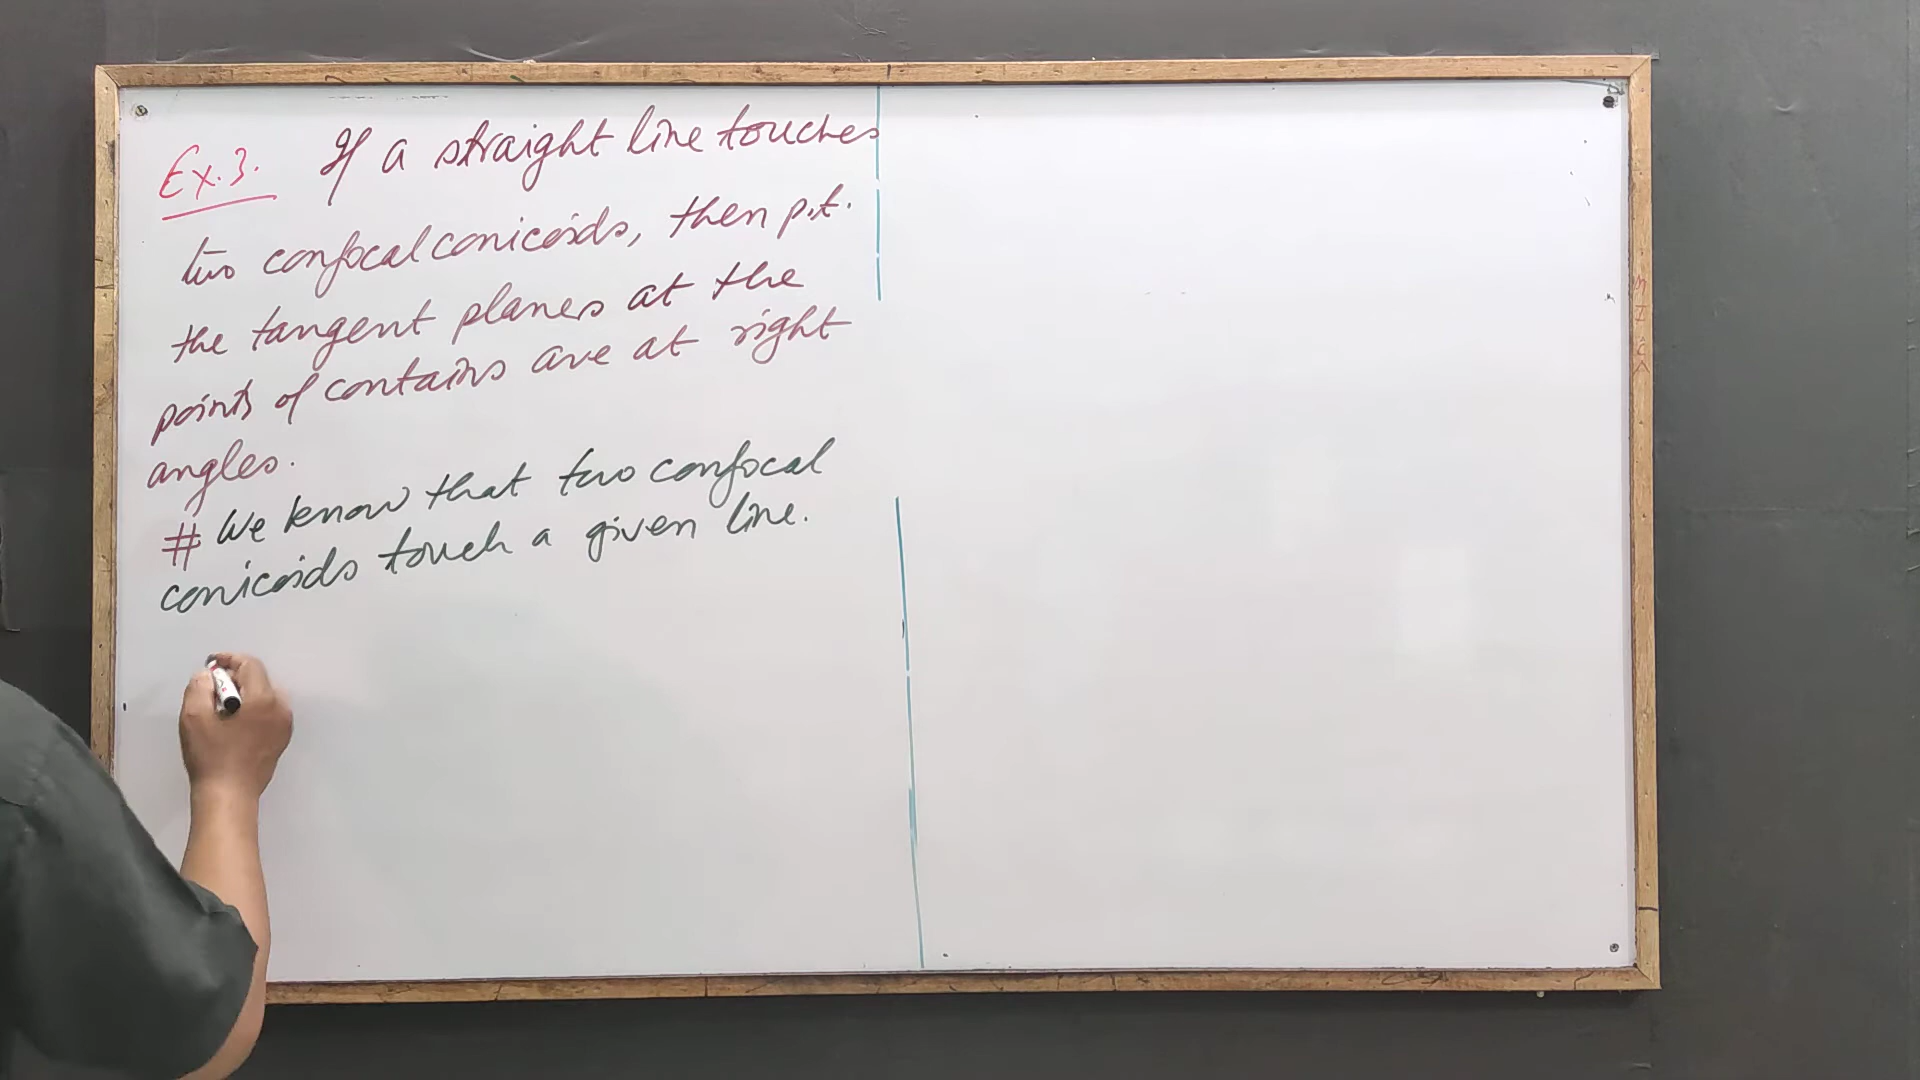 Ex.3. If a straight line touches
two confocal conicoids, then p.t.
the tangent planes at the
points of contains are at right
angles.
# We know that two confocal
conicoids touch a given line.